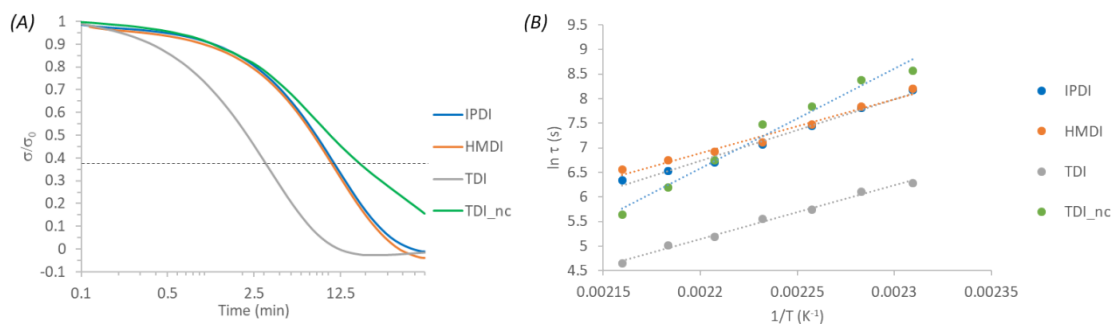 (A)
σ/σ0
1
0.9
0.8
0.7
0.6
0.5
0.4
0.3
0.2
0.1
0
-0.1
0.1
0.5
2.5
12.5
Time (min)
IPDI
HMDI
TDI
TDI_nc
(B)
ln τ (s)
9.5
9
8.5
8
7.5
7
6.5
6
5.5
5
4.5
0.00215
0.0022
0.00225
0.0023
0.00235
1/T (K⁻¹)
IPDI
HMDI
TDI
TDI_nc